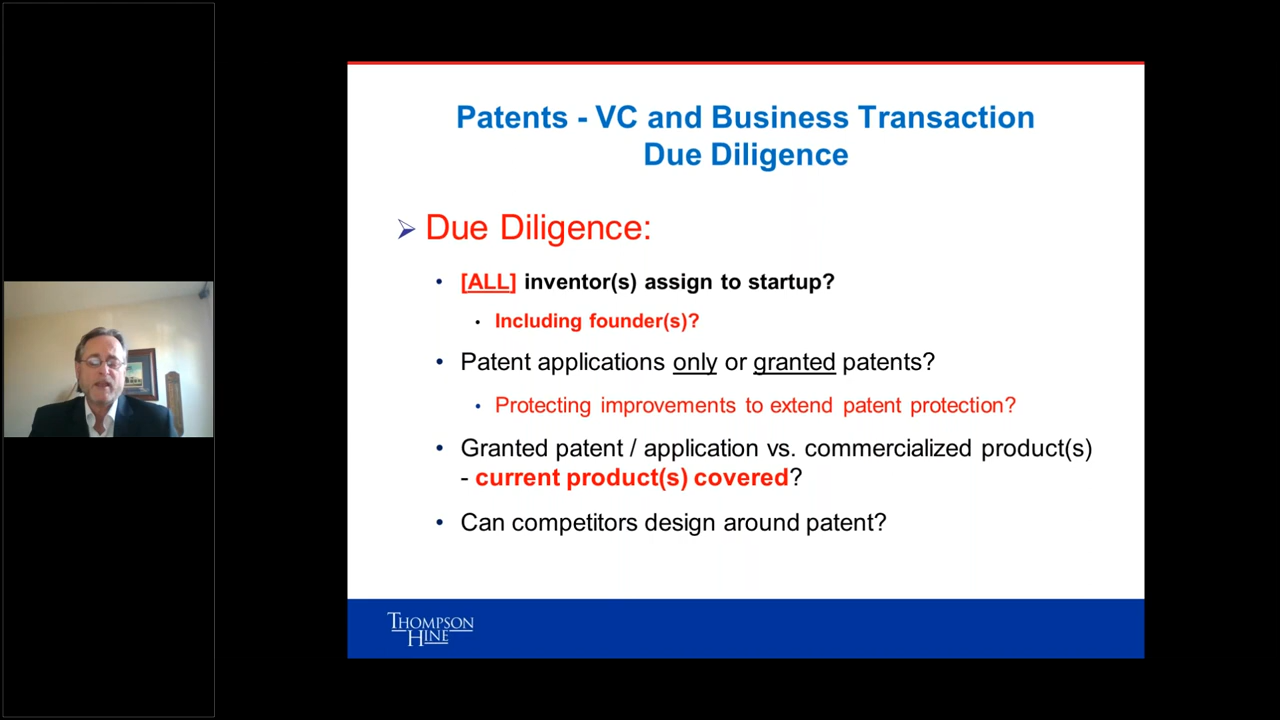 Patents - VC and Business Transaction
Due Diligence
Due Diligence:
[ALL] inventor(s) assign to startup?
Including founder(s)?
Patent applications only or granted patents?
Protecting improvements to extend patent protection?
Granted patent / application vs. commercialized product(s)
- current product(s) covered?
Can competitors design around patent?
THOMPSON
HINE